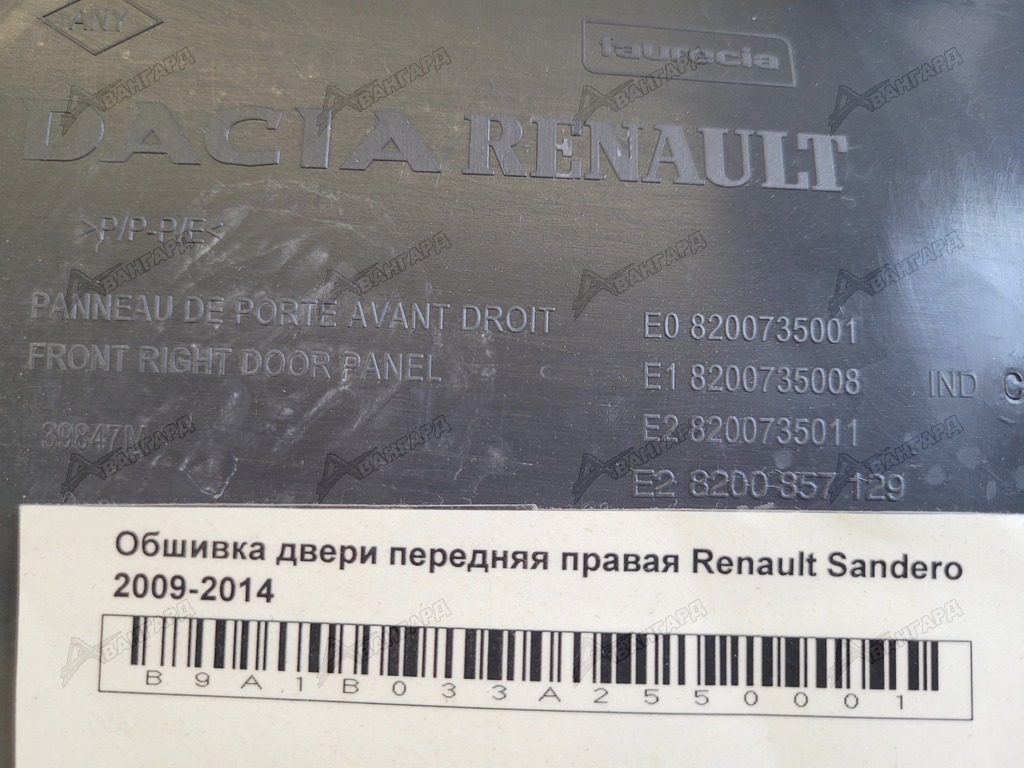 ANY
faurecia
DACIA RENAULT
>P/P-P/E<
PANNEAU DE PORTE AVANT DROIT
FRONT RIGHT DOOR PANEL
E0 8200735001
E1 8200735008 IND C
E2 8200735011
39847M
E2 8200 857 129
Обшивка двери передняя правая Renault Sandero
2009-2014
B9A1B033A2550001
АВАНГАРД